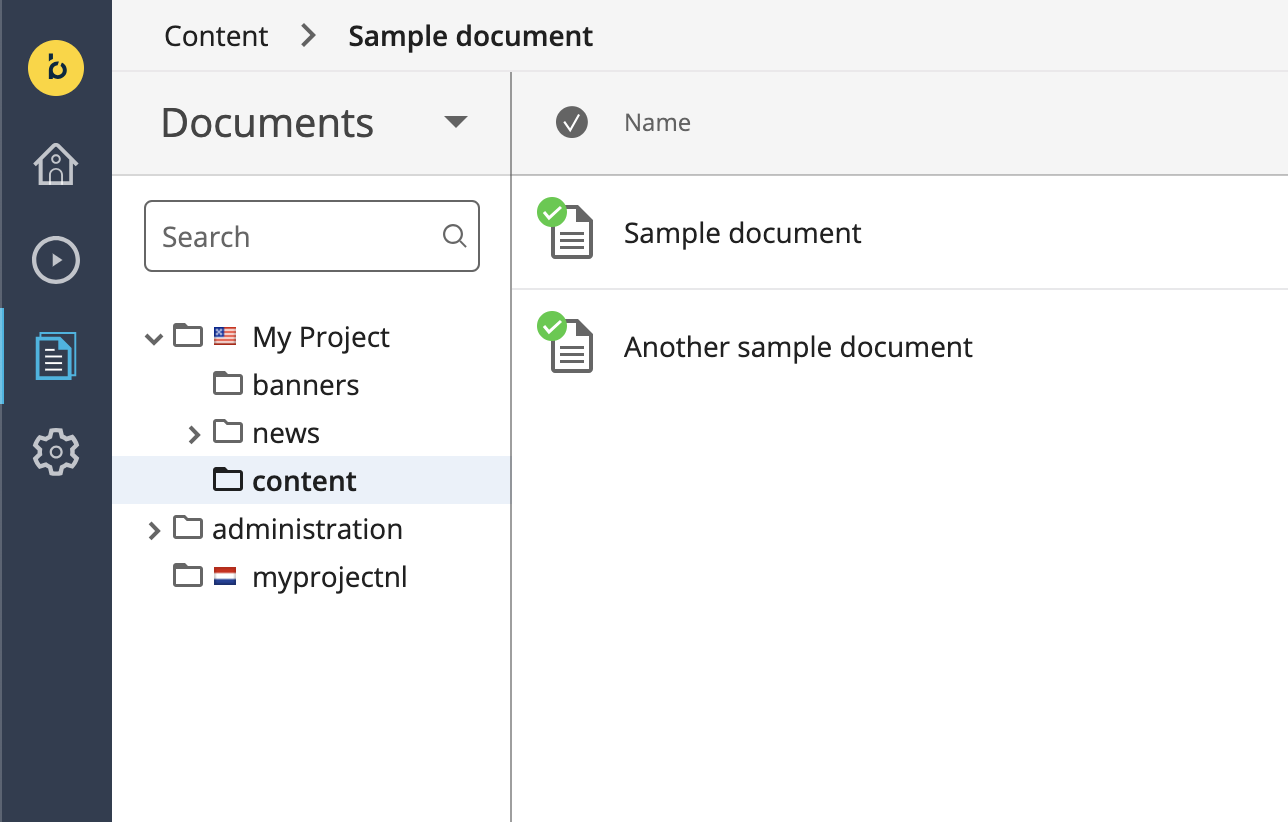 Content > Sample document
Documents
Name
Search
Sample document
Another sample document
My Project
banners
news
content
administration
myprojectnl